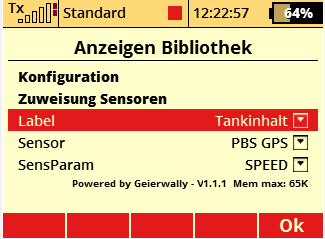 Tx Standard 12:22:57 64%
Anzeigen Bibliothek
Konfiguration
Zuweisung Sensoren
Label Tankinhalt
Sensor PBS GPS
SensParam SPEED
Powered by Geierwally - V1.1.1 Mem max: 65K
Ok